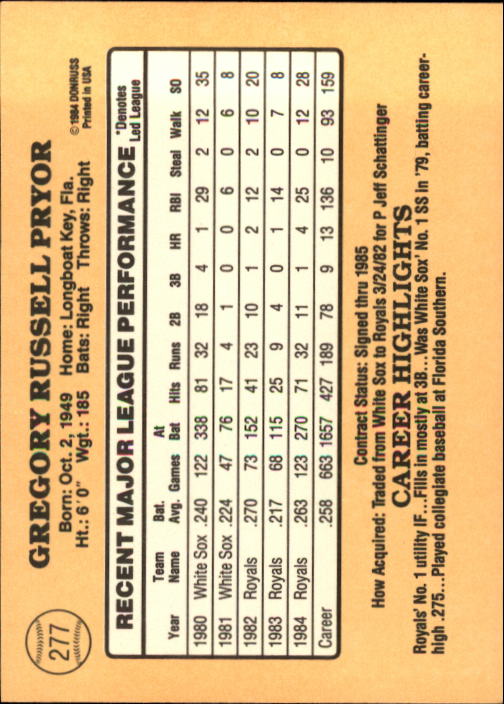 277
GREGORY RUSSELL PRYOR
Born: Oct. 2, 1949 Home: Longboat Key, Fla.
Ht.: 6'0" Wgt.: 185 Bats: Right Throws: Right
© 1984 DONRUSS
Printed in USA
RECENT MAJOR LEAGUE PERFORMANCE
*Denotes
Led League
Year Team Name Bat. Avg. Games At Bat Hits Runs 2B 3B HR RBI Steal Walk SO
1980 White Sox .240 122 338 81 32 18 4 1 29 2 12 35
1981 White Sox .224 47 76 17 4 1 0 0 6 0 6 8
1982 Royals .270 73 152 41 23 10 1 2 12 2 10 20
1983 Royals .217 68 115 25 9 4 0 1 14 0 7 8
1984 Royals .263 123 270 71 32 11 1 4 25 0 12 28
Career .258 663 1657 427 189 78 9 13 136 10 93 159
Contract Status: Signed thru 1985
How Acquired: Traded from White Sox to Royals 3/24/82 for P Jeff Schattinger
CAREER HIGHLIGHTS
Royals' No. 1 utility IF...Fills in mostly at 3B...Was White Sox' No. 1 SS in '79, batting career-
high .275...Played collegiate baseball at Florida Southern.